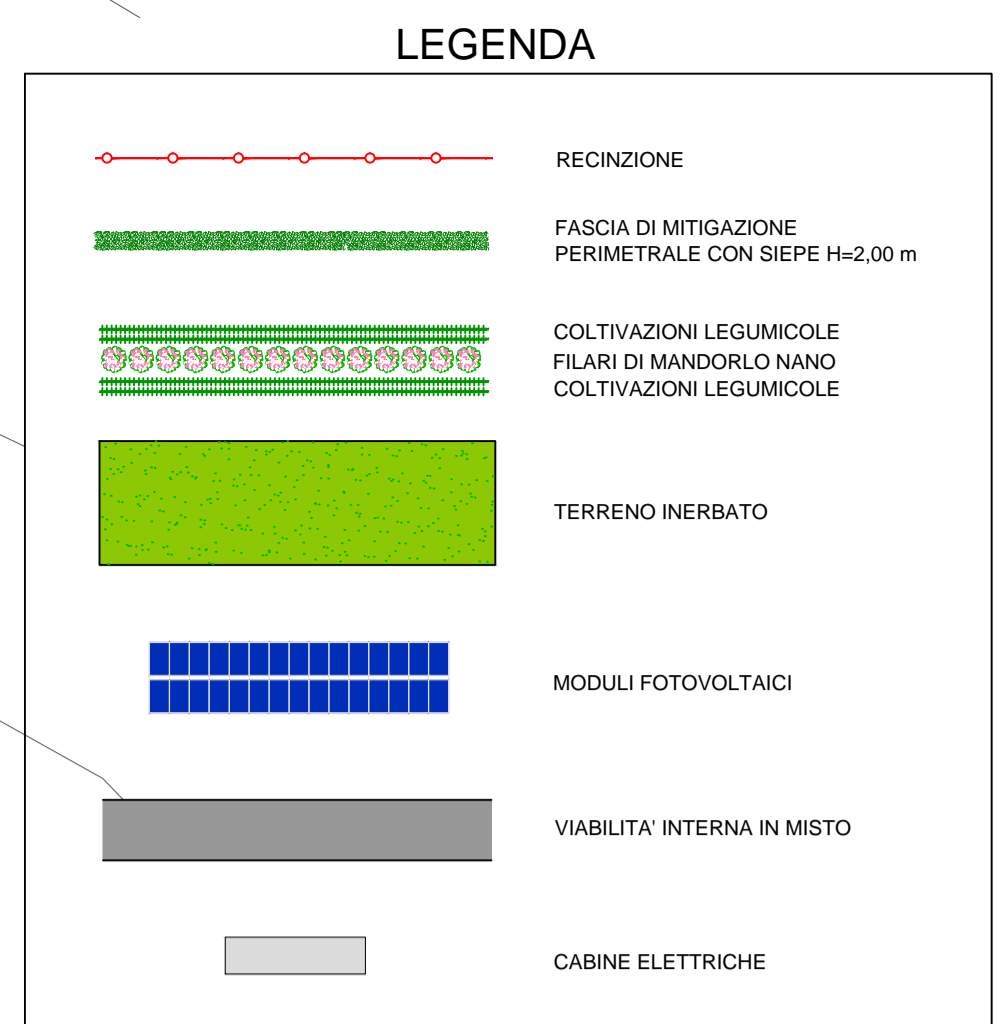 LEGENDA
RECINZIONE
FASCIA DI MITIGAZIONE
PERIMETRALE CON SIEPE H=2,00 m
COLTIVAZIONI LEGUMICOLE
FILARI DI MANDORLO NANO
COLTIVAZIONI LEGUMICOLE
TERRENO INERBATO
MODULI FOTOVOLTAICI
VIABILITA' INTERNA IN MISTO
CABINE ELETTRICHE